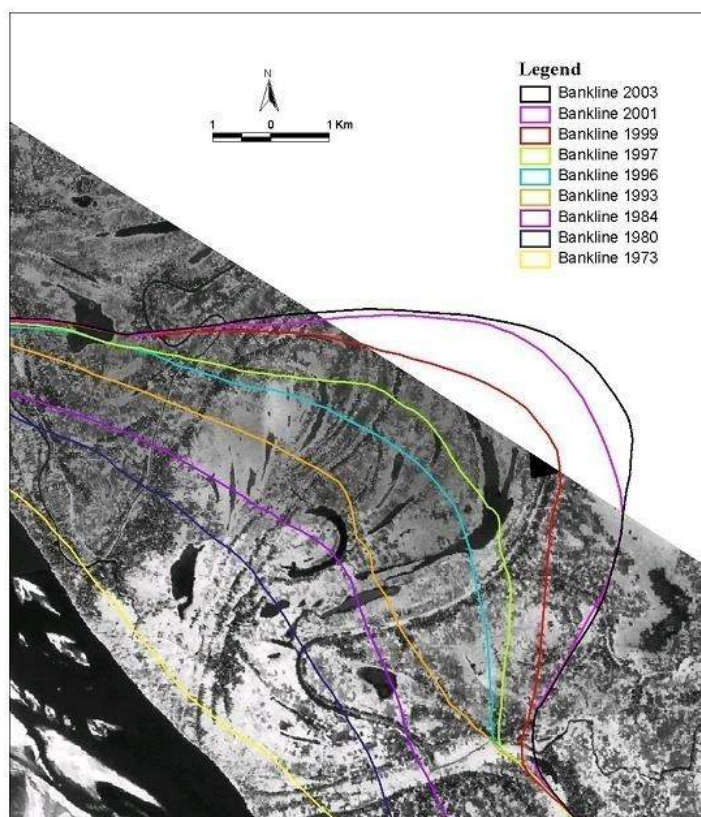 N
1 0 1 Km
Legend
Bankline 2003
Bankline 2001
Bankline 1999
Bankline 1997
Bankline 1996
Bankline 1993
Bankline 1984
Bankline 1980
Bankline 1973